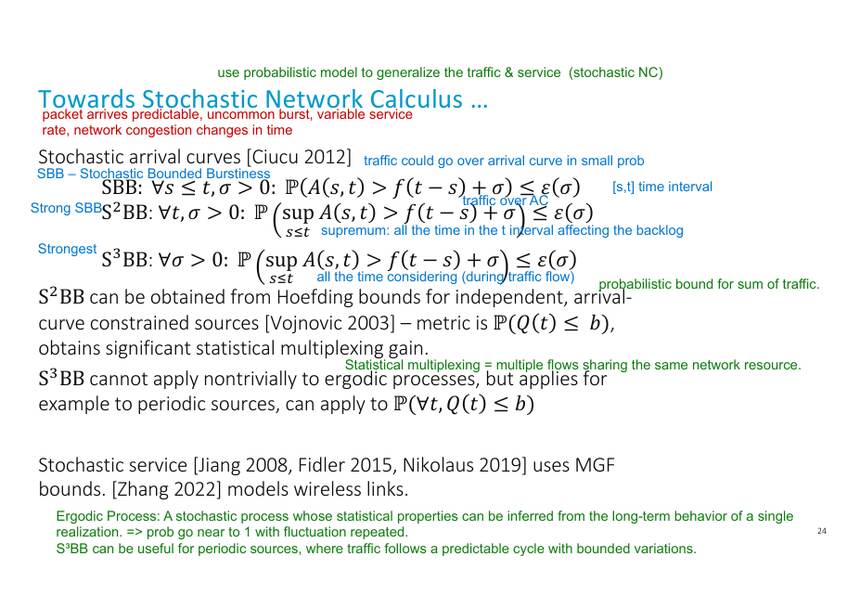 use probabilistic model to generalize the traffic & service (stochastic NC)
Towards Stochastic Network Calculus …
packet arrives predictable, uncommon burst, variable service
rate, network congestion changes in time
Stochastic arrival curves [Ciucu 2012]
traffic could go over arrival curve in small prob
SBB – Stochastic Bounded Burstiness
SBB: ∀s ≤ t, σ > 0: ℙ(A(s, t) > f(t − s) + σ) ≤ ε(σ)
[s,t] time interval
traffic over AC
Strong SBB
S²BB: ∀t, σ > 0: ℙ (sup s≤t A(s, t) > f(t − s) + σ) ≤ ε(σ)
supremum: all the time in the t interval affecting the backlog
Strongest
S³BB: ∀σ > 0: ℙ (sup s≤t A(s, t) > f(t − s) + σ) ≤ ε(σ)
all the time considering (during traffic flow)
probabilistic bound for sum of traffic.
S²BB can be obtained from Hoefding bounds for independent, arrival-
curve constrained sources [Vojnovic 2003] – metric is ℙ(Q(t) ≤ b),
obtains significant statistical multiplexing gain.
Statistical multiplexing = multiple flows sharing the same network resource.
S³BB cannot apply nontrivially to ergodic processes, but applies for
example to periodic sources, can apply to ℙ(∀t, Q(t) ≤ b)
Stochastic service [Jiang 2008, Fidler 2015, Nikolaus 2019] uses MGF
bounds. [Zhang 2022] models wireless links.
Ergodic Process: A stochastic process whose statistical properties can be inferred from the long-term behavior of a single
realization. => prob go near to 1 with fluctuation repeated.
S³BB can be useful for periodic sources, where traffic follows a predictable cycle with bounded variations.
24